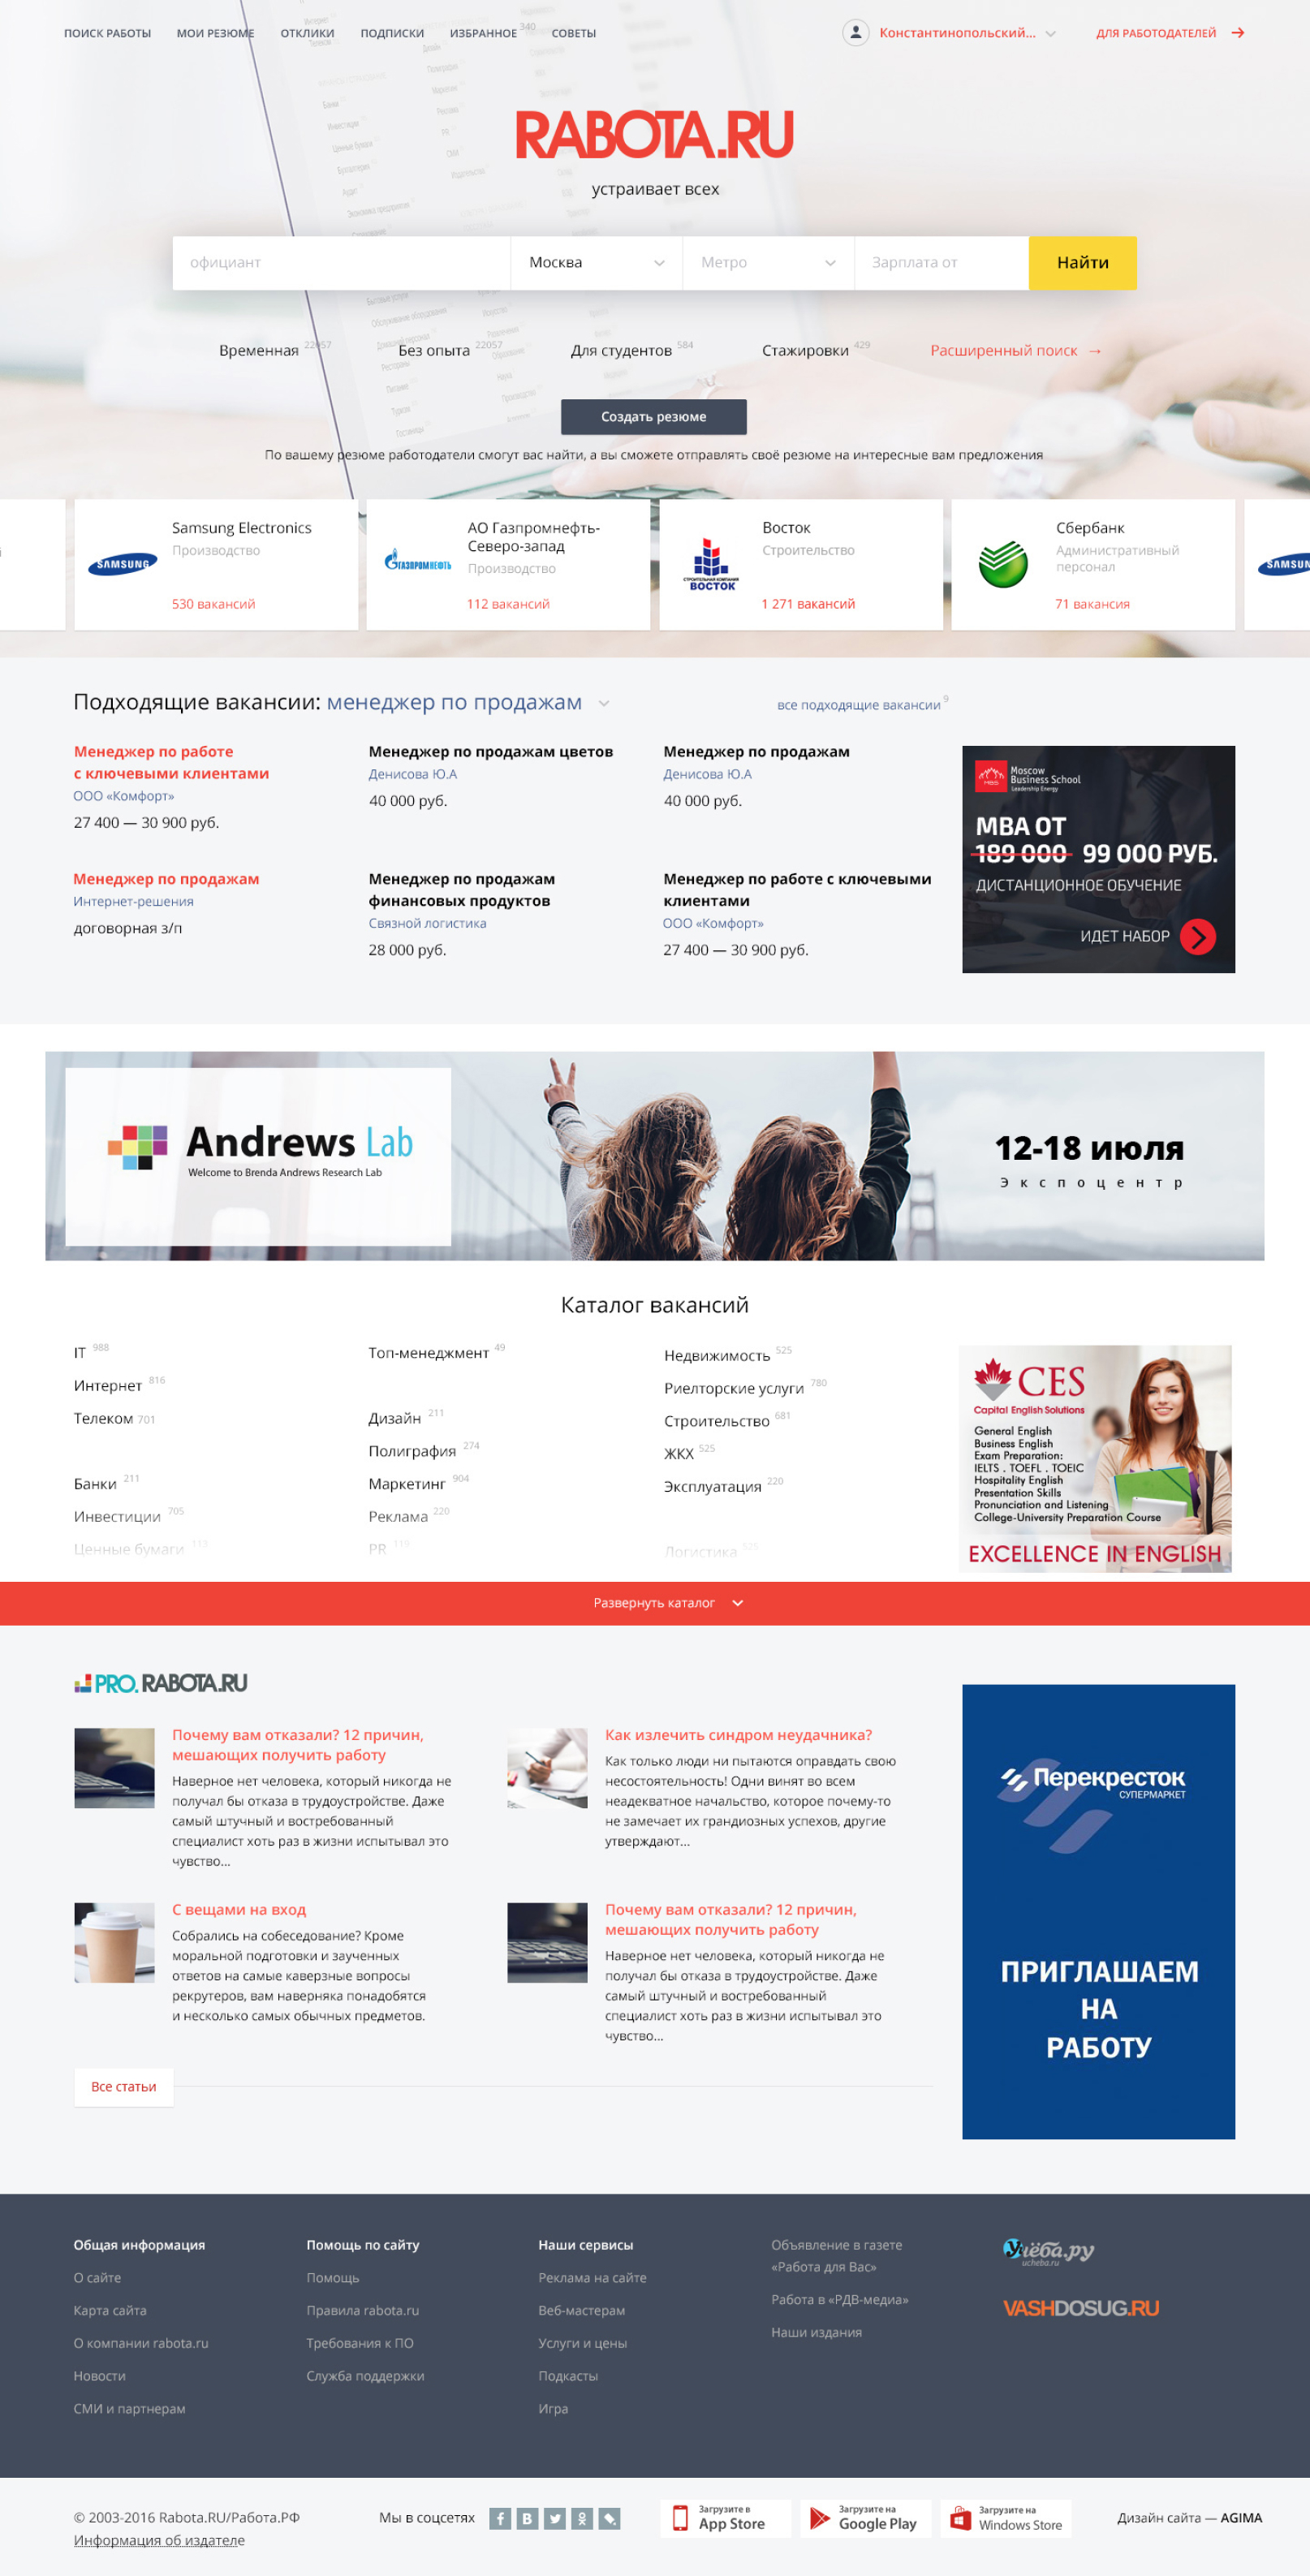 ПОИСК РАБОТЫ МОИ РЕЗЮМЕ ОТКЛИКИ ПОДПИСКИ ИЗБРАННОЕ 340 СОВЕТЫ Константинопольский... ДЛЯ РАБОТОДАТЕЛЕЙ →
RABOTA.RU
устраивает всех
официант Москва Метро Зарплата от Найти
Временная 22057 Без опыта 22057 Для студентов 584 Стажировки 429 Расширенный поиск →
Создать резюме
По вашему резюме работодатели смогут вас найти, а вы сможете отправлять своё резюме на интересные вам предложения
SAMSUNG
Samsung Electronics
Производство
530 вакансий
ГАЗПРОМНЕФТЬ
АО Газпромнефть-
Северо-запад
Производство
112 вакансий
СТРОИТЕЛЬНАЯ КОМПАНИЯ
ВОСТОК
Восток
Строительство
1 271 вакансий
Сбербанк
Административный
персонал
71 вакансия
Подходящие вакансии: менеджер по продажам
все подходящие вакансии 9
Менеджер по работе
с ключевыми клиентами
ООО «Комфорт»
27 400 — 30 900 руб.
Менеджер по продажам цветов
Денисова Ю.А
40 000 руб.
Менеджер по продажам
Денисова Ю.А
40 000 руб.
Менеджер по продажам
Интернет-решения
договорная з/п
Менеджер по продажам
финансовых продуктов
Связной логистика
28 000 руб.
Менеджер по работе с ключевыми
клиентами
ООО «Комфорт»
27 400 — 30 900 руб.
MBS
Moscow
Business School
Leadership Energy
MBA ОТ
189 000 99 000 РУБ.
ДИСТАНЦИОННОЕ ОБУЧЕНИЕ
ИДЕТ НАБОР
Andrews Lab
Welcome to Brenda Andrews Research Lab
12-18 июля
Экспоцентр
Каталог вакансий
IT 988
Интернет 816
Телеком 701
Банки 211
Инвестиции 705
Ценные бумаги 113
Топ-менеджмент 49
Дизайн 211
Полиграфия 274
Маркетинг 904
Реклама 220
PR 118
Недвижимость 525
Риелторские услуги 780
Строительство 681
ЖКХ 525
Эксплуатация 220
Логистика 525
CES
Capital English Solutions
General English
Business English
Exam Preparation:
IELTS . TOEFL . TOEIC
Hospitality English
Presentation Skills
Pronunciation and Listening
College-University Preparation Course
EXCELLENCE IN ENGLISH
Развернуть каталог
PRO.RABOTA.RU
Почему вам отказали? 12 причин,
мешающих получить работу
Наверное нет человека, который никогда не
получал бы отказа в трудоустройстве. Даже
самый штучный и востребованный
специалист хоть раз в жизни испытывал это
чувство...
Как излечить синдром неудачника?
Как только люди ни пытаются оправдать свою
несостоятельность! Одни винят во всем
неадекватное начальство, которое почему-то
не замечает их грандиозных успехов, другие
утверждают...
С вещами на вход
Собрались на собеседование? Кроме
моральной подготовки и заученных
ответов на самые каверзные вопросы
рекрутеров, вам наверняка понадобятся
и несколько самых обычных предметов.
Почему вам отказали? 12 причин,
мешающих получить работу
Наверное нет человека, который никогда не
получал бы отказа в трудоустройстве. Даже
самый штучный и востребованный
специалист хоть раз в жизни испытывал это
чувство...
Все статьи
Перекресток
СУПЕРМАРКЕТ
ПРИГЛАШАЕМ
НА
РАБОТУ
Общая информация
О сайте
Карта сайта
О компании rabota.ru
Новости
СМИ и партнерам
Помощь по сайту
Помощь
Правила rabota.ru
Требования к ПО
Служба поддержки
Наши сервисы
Реклама на сайте
Веб-мастерам
Услуги и цены
Подкасты
Игра
Объявление в газете
«Работа для Вас»
Работа в «РДВ-медиа»
Наши издания
Учёба.ру
ucheba.ru
VASHDOSUG.RU
© 2003-2016 Rabota.RU/Работа.РФ
Информация об издателе
Мы в соцсетях
Загрузите в
App Store
Загрузите на
Google Play
Загрузите на
Windows Store
Дизайн сайта — AGIMA